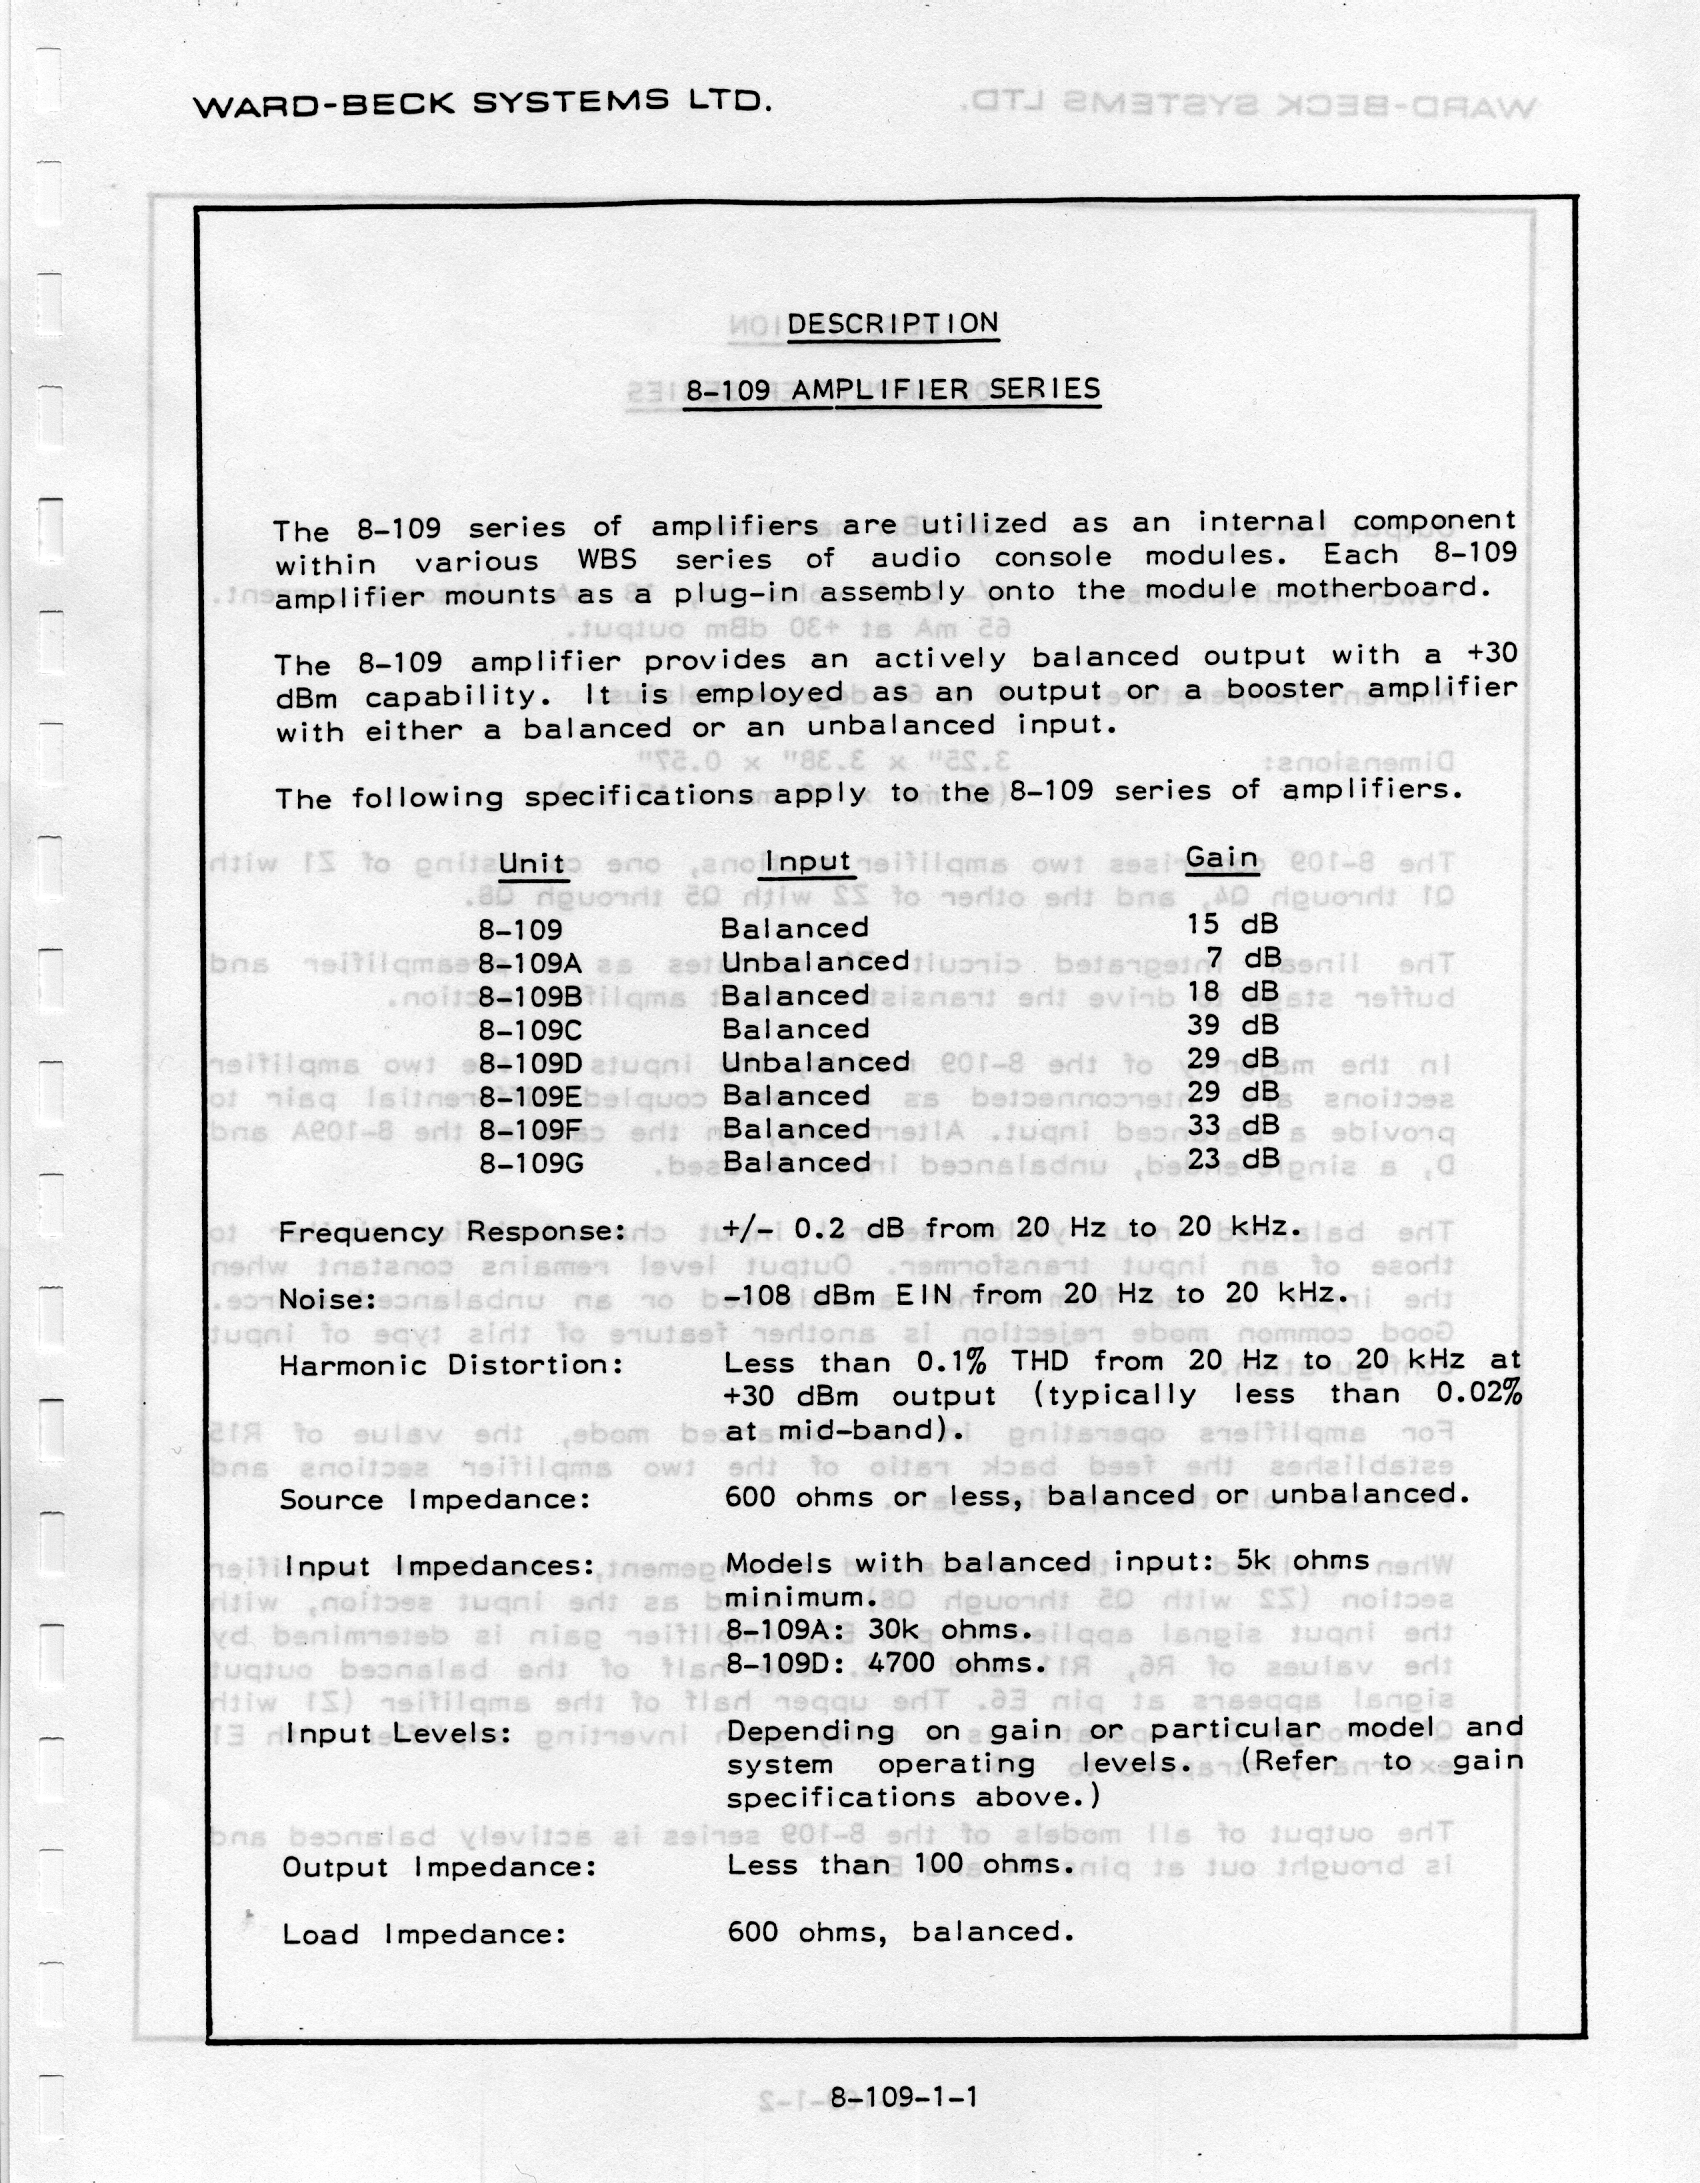 WARD-BECK SYSTEMS LTD.
DESCRIPTION
8-109 AMPLIFIER SERIES
The 8-109 series of amplifiers are utilized as an internal component
within various WBS series of audio console modules. Each 8-109
amplifier mounts as a plug-in assembly onto the module motherboard.
The 8-109 amplifier provides an actively balanced output with a +30
dBm capability. It is employed as an output or a booster amplifier
with either a balanced or an unbalanced input.
The following specifications apply to the 8-109 series of amplifiers.
Unit Input Gain
8-109 Balanced 15 dB
8-109A Unbalanced 7 dB
8-109B Balanced 18 dB
8-109C Balanced 39 dB
8-109D Unbalanced 29 dB
8-109E Balanced 29 dB
8-109F Balanced 33 dB
8-109G Balanced 23 dB
Frequency Response: +/- 0.2 dB from 20 Hz to 20 kHz.
Noise: -108 dBm EIN from 20 Hz to 20 kHz.
Harmonic Distortion: Less than 0.1% THD from 20 Hz to 20 kHz at
+30 dBm output (typically less than 0.02%
at mid-band).
Source Impedance: 600 ohms or less, balanced or unbalanced.
Input Impedances: Models with balanced input: 5k ohms
minimum.
8-109A: 30k ohms.
8-109D: 4700 ohms.
Input Levels: Depending on gain or particular model and
system operating levels. (Refer to gain
specifications above.)
Output Impedance: Less than 100 ohms.
Load Impedance: 600 ohms, balanced.
8-109-1-1